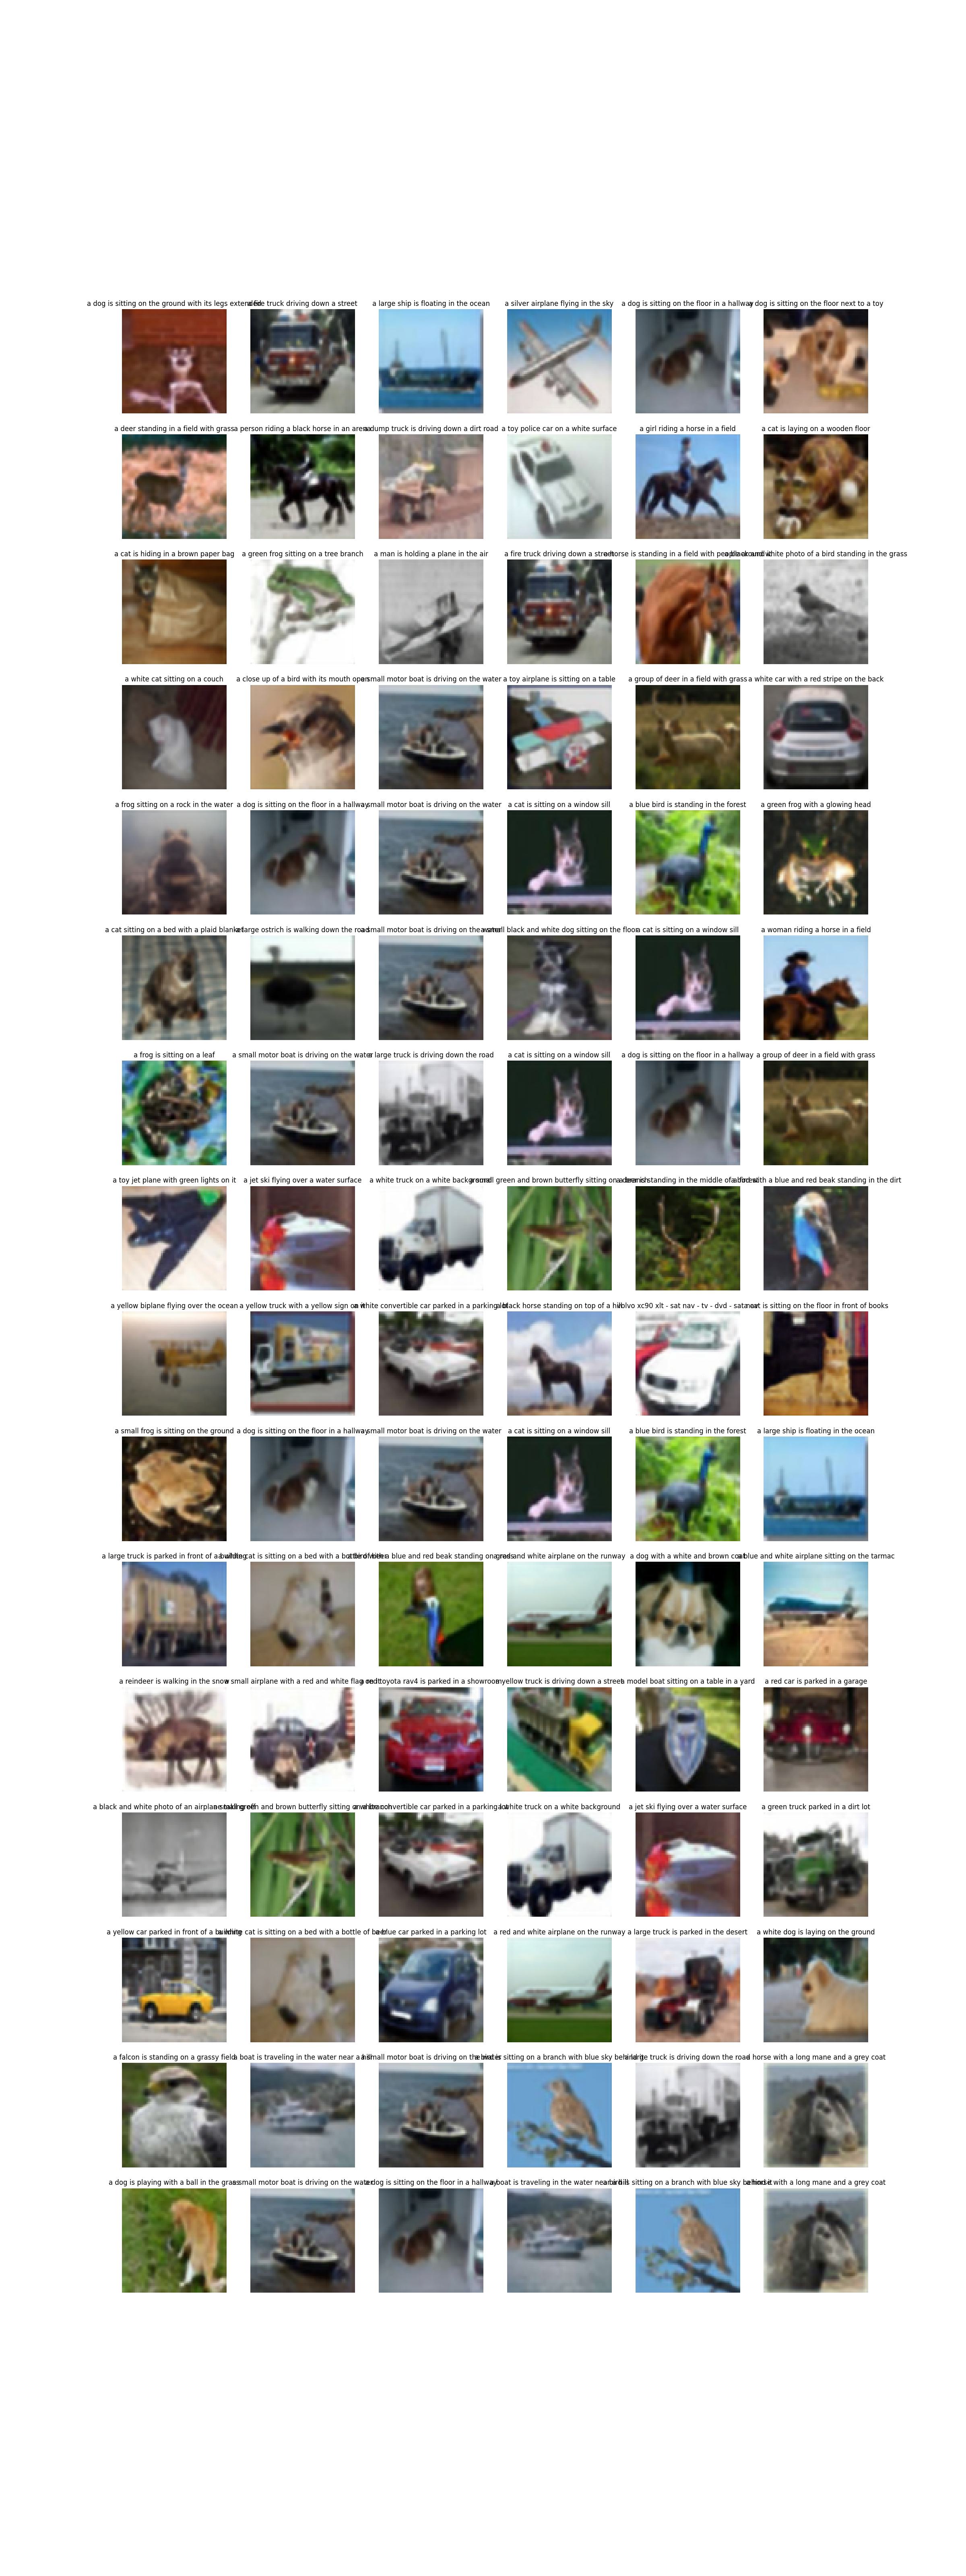 a dog is sitting on the ground with its legs extended
a fire truck driving down a street
a large ship is floating in the ocean
a silver airplane flying in the sky
a dog is sitting on the floor in a hallway
a dog is sitting on the floor next to a toy
a deer standing in a field with grass
a person riding a black horse in an arena
a dump truck is driving down a dirt road
a toy police car on a white surface
a girl riding a horse in a field
a cat is laying on a wooden floor
a cat is hiding in a brown paper bag
a green frog sitting on a tree branch
a man is holding a plane in the air
a fire truck driving down a street
a horse is standing in a field with people around it
a black and white photo of a bird standing in the grass
a white cat sitting on a couch
a close up of a bird with its mouth open
a small motor boat is driving on the water
a toy airplane is sitting on a table
a group of deer in a field with grass
a white car with a red stripe on the back
a frog sitting on a rock in the water
a dog is sitting on the floor in a hallway
a small motor boat is driving on the water
a cat is sitting on a window sill
a blue bird is standing in the forest
a green frog with a glowing head
a cat sitting on a bed with a plaid blanket
a large ostrich is walking down the road
a small motor boat is driving on the water
a small black and white dog sitting on the floor
a cat is sitting on a window sill
a woman riding a horse in a field
a frog is sitting on a leaf
a small motor boat is driving on the water
a large truck is driving down the road
a cat is sitting on a window sill
a dog is sitting on the floor in a hallway
a group of deer in a field with grass
a toy jet plane with green lights on it
a jet ski flying over a water surface
a white truck on a white background
a small green and brown butterfly sitting on a branch
a deer is standing in the middle of a forest
a bird with a blue and red beak standing in the dirt
a yellow biplane flying over the ocean
a yellow truck with a yellow sign on it
a white convertible car parked in a parking lot
a black horse standing on top of a hill
volvo xc90 xlt - sat nav - tv - dvd - sat nav
a cat is sitting on the floor in front of books
a small frog is sitting on the ground
a dog is sitting on the floor in a hallway
a small motor boat is driving on the water
a cat is sitting on a window sill
a blue bird is standing in the forest
a large ship is floating in the ocean
a large truck is parked in front of a building
a white cat is sitting on a bed with a bottle of beer
a bird with a blue and red beak standing on grass
a red and white airplane on the runway
a dog with a white and brown coat
a blue and white airplane sitting on the tarmac
a reindeer is walking in the snow
a small airplane with a red and white flag on it
a red toyota rav4 is parked in a showroom
a yellow truck is driving down a street
a model boat sitting on a table in a yard
a red car is parked in a garage
a black and white photo of an airplane taking off
a small green and brown butterfly sitting on a branch
a white convertible car parked in a parking lot
a white truck on a white background
a jet ski flying over a water surface
a green truck parked in a dirt lot
a yellow car parked in front of a building
a white cat is sitting on a bed with a bottle of beer
a blue car parked in a parking lot
a red and white airplane on the runway
a large truck is parked in the desert
a white dog is laying on the ground
a falcon is standing on a grassy field
a boat is traveling in the water near a hill
a small motor boat is driving on the water
a bird is sitting on a branch with blue sky behind it
a large truck is driving down the road
a horse with a long mane and a grey coat
a dog is playing with a ball in the grass
a small motor boat is driving on the water
a dog is sitting on the floor in a hallway
a boat is traveling in the water near a hill
a bird is sitting on a branch with blue sky behind it
a horse with a long mane and a grey coat